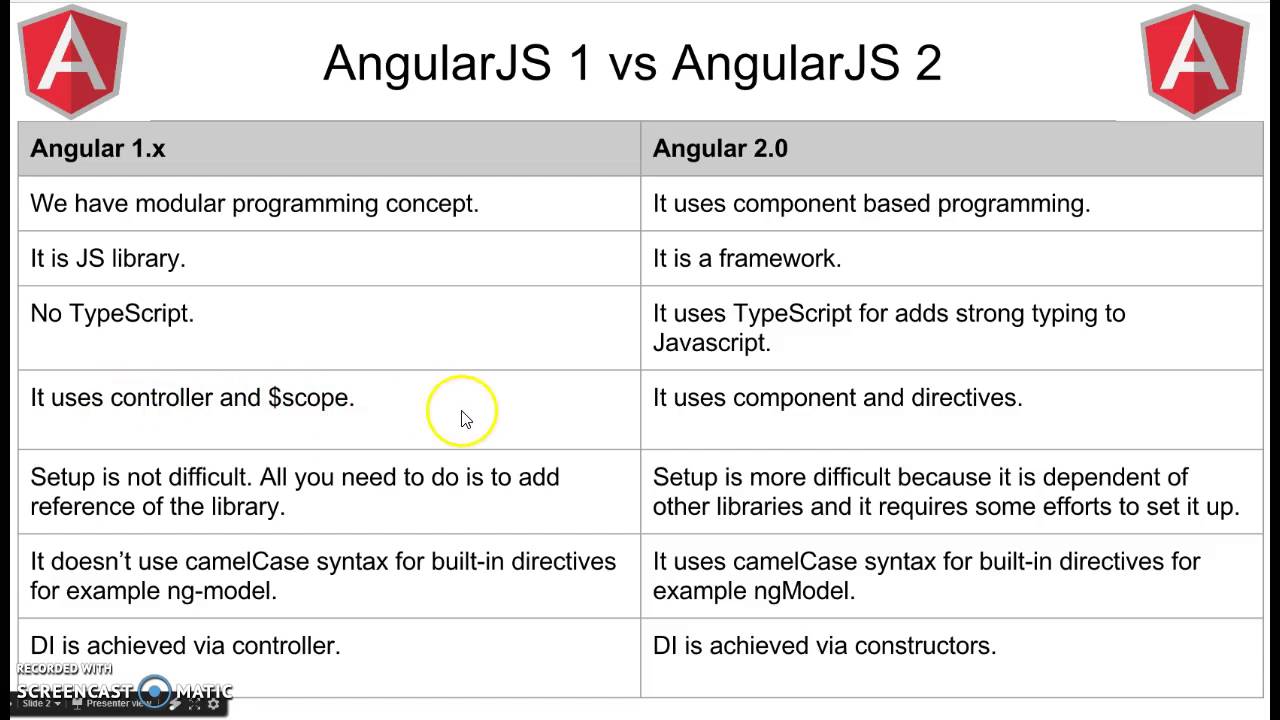 AngularJS 1 vs AngularJS 2
Angular 1.x
Angular 2.0
We have modular programming concept.
It uses component based programming.
It is JS library.
It is a framework.
No TypeScript.
It uses TypeScript for adds strong typing to
Javascript.
It uses controller and $scope.
It uses component and directives.
Setup is not difficult. All you need to do is to add
reference of the library.
Setup is more difficult because it is dependent of
other libraries and it requires some efforts to set it up.
It doesn’t use camelCase syntax for built-in directives
for example ng-model.
It uses camelCase syntax for built-in directives for
example ngModel.
DI is achieved via controller.
DI is achieved via constructors.
RECORDED WITH
SCREENCAST MATIC
Slide 2
Presenter view